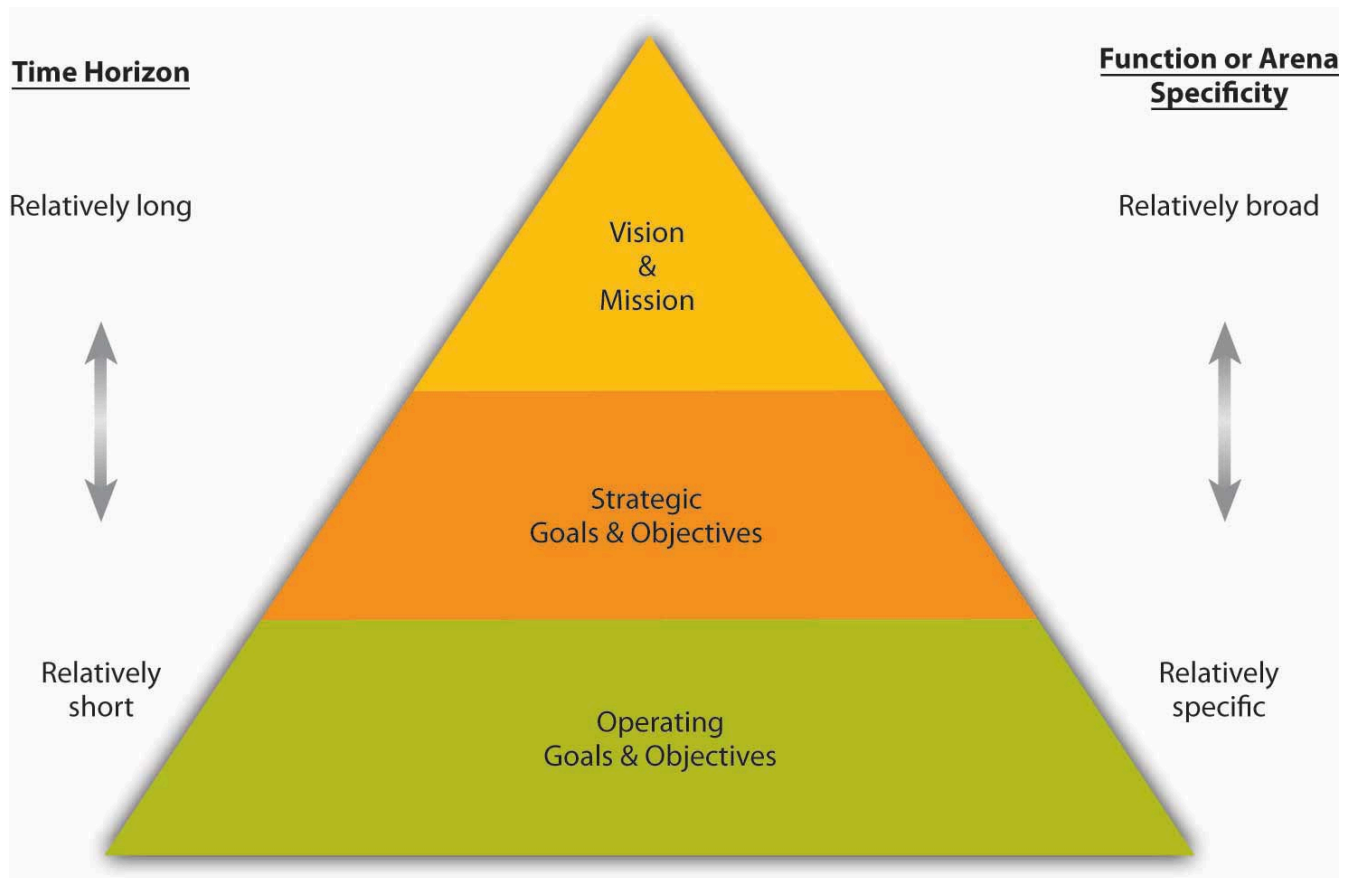 Time Horizon
Relatively long
Relatively
short
Vision
&
Mission
Strategic
Goals & Objectives
Operating
Goals & Objectives
Function or Arena
Specificity
Relatively broad
Relatively
specific